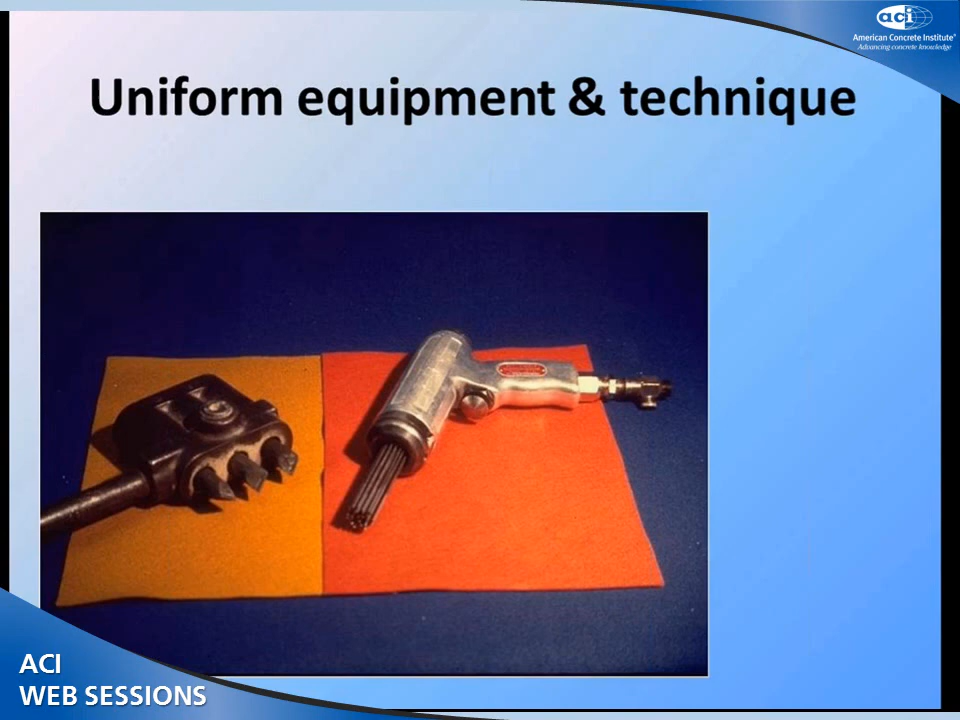 aci
American Concrete Institute®
Advancing concrete knowledge
Uniform equipment & technique
ACI
WEB SESSIONS